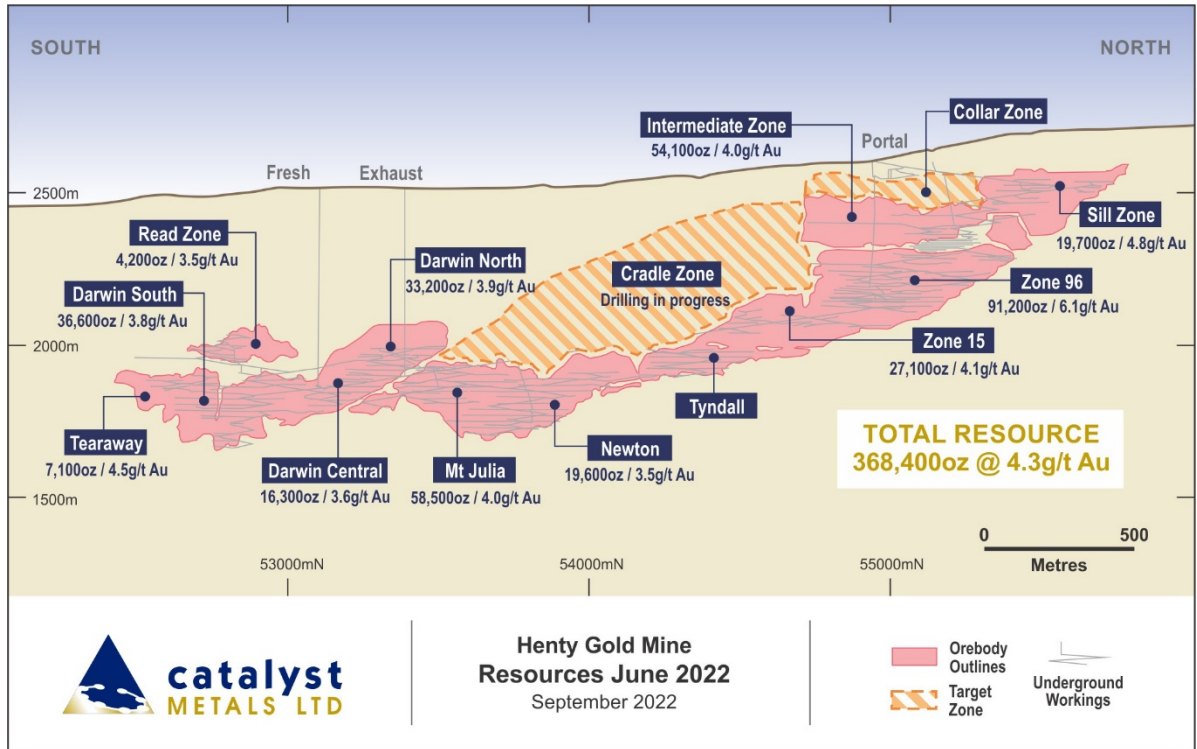 SOUTH
NORTH
Collar Zone
Intermediate Zone
54,100oz / 4.0g/t Au
Portal
Fresh
Exhaust
2500m
Sill Zone
19,700oz / 4.8g/t Au
Read Zone
4,200oz / 3.5g/t Au
Darwin North
33,200oz / 3.9g/t Au
Cradle Zone
Drilling in progress
Zone 96
91,200oz / 6.1g/t Au
Darwin South
36,600oz / 3.8g/t Au
2000m
Zone 15
27,100oz / 4.1g/t Au
Tyndall
Tearaway
7,100oz / 4.5g/t Au
Darwin Central
16,300oz / 3.6g/t Au
Mt Julia
58,500oz / 4.0g/t Au
Newton
19,600oz / 3.5g/t Au
TOTAL RESOURCE
368,400oz @ 4.3g/t Au
1500m
0 500
Metres
53000mN
54000mN
55000mN
catalyst
METALS LTD
Henty Gold Mine
Resources June 2022
September 2022
Orebody
Outlines
Target
Zone
Underground
Workings